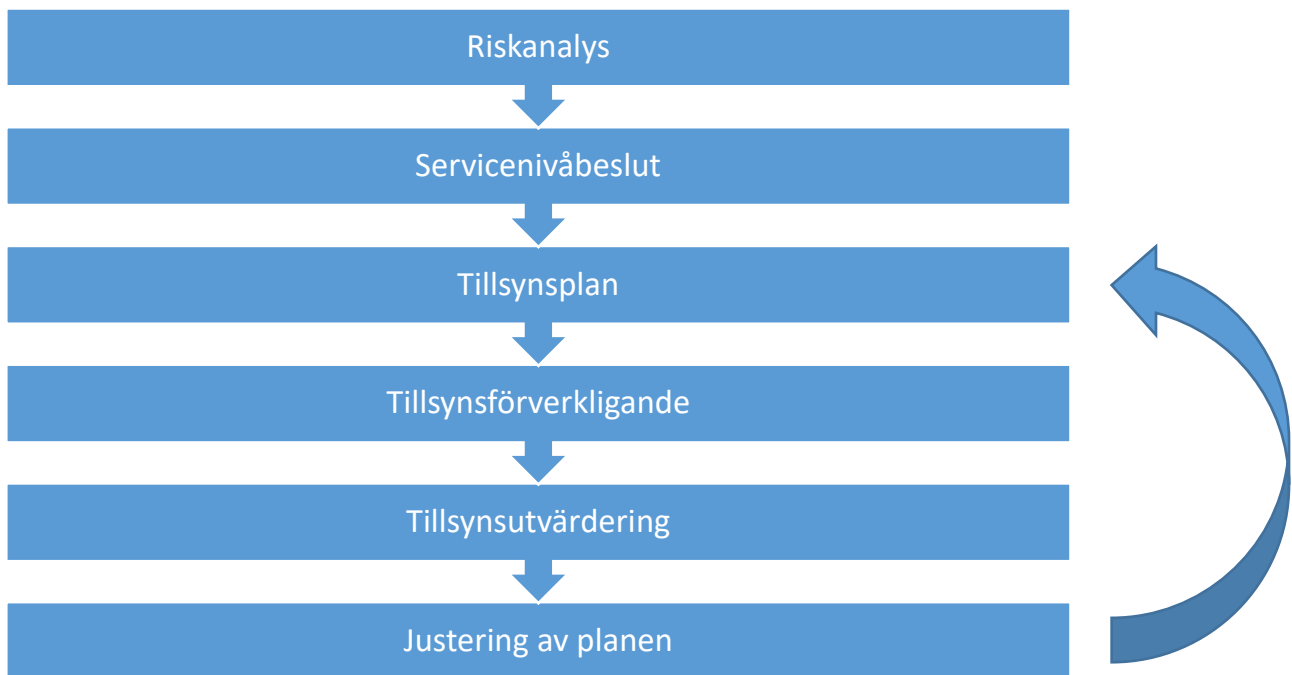 Riskanalys
Servicenivåbeslut
Tillsynsplan
Tillsynsförverkligande
Tillsynsutvärdering
Justering av planen